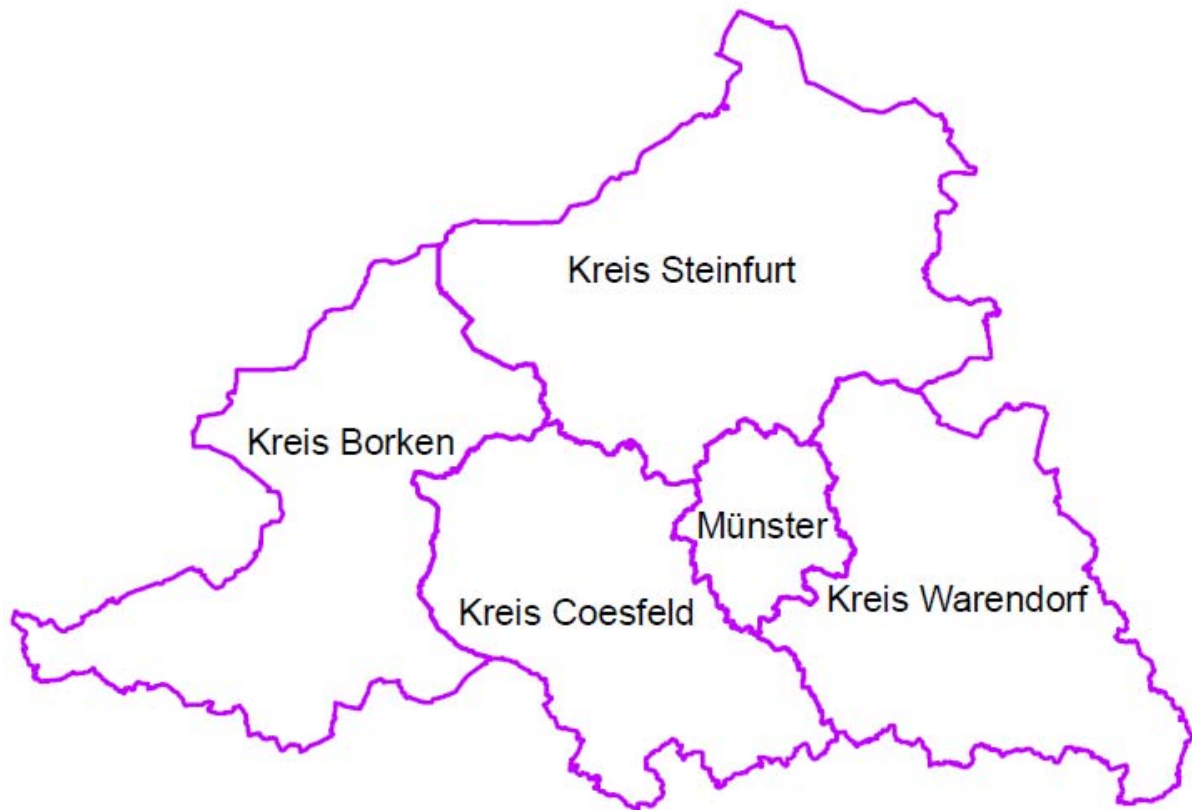 Kreis Steinfurt
Kreis Borken
Münster
Kreis Coesfeld
Kreis Warendorf